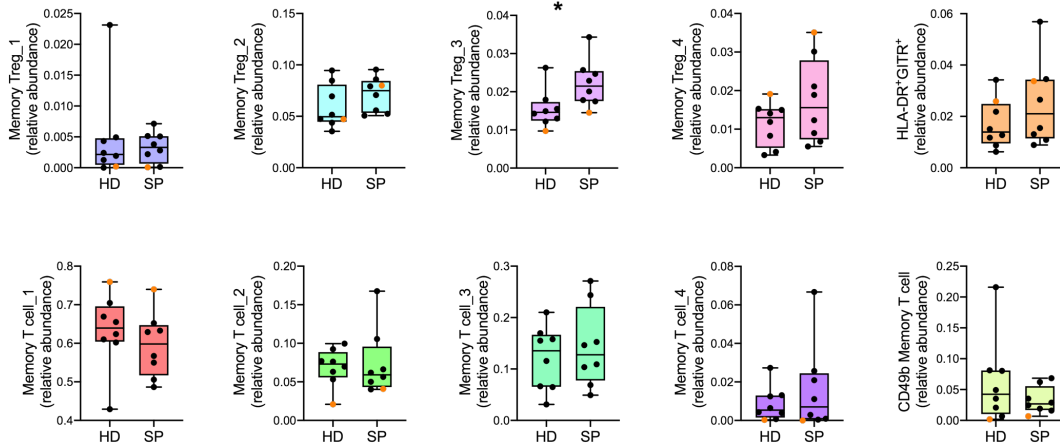 Memory Treg_1
(relative abundance)
0.025
0.020
0.015
0.010
0.005
0.000
HD SP
Memory Treg_2
(relative abundance)
0.15
0.10
0.05
0.00
HD SP
*
Memory Treg_3
(relative abundance)
0.04
0.03
0.02
0.01
0.00
HD SP
Memory Treg_4
(relative abundance)
0.04
0.03
0.02
0.01
0.00
HD SP
HLA-DR⁺GITR⁺
(relative abundance)
0.06
0.04
0.02
0.00
HD SP
Memory T cell_1
(relative abundance)
0.8
0.7
0.6
0.5
0.4
HD SP
Memory T cell_2
(relative abundance)
0.20
0.15
0.10
0.05
0.00
HD SP
Memory T cell_3
(relative abundance)
0.3
0.2
0.1
0.0
HD SP
Memory T cell_4
(relative abundance)
0.08
0.06
0.04
0.02
0.00
HD SP
CD49b Memory T cell
(relative abundance)
0.25
0.20
0.15
0.10
0.05
0.00
HD SP